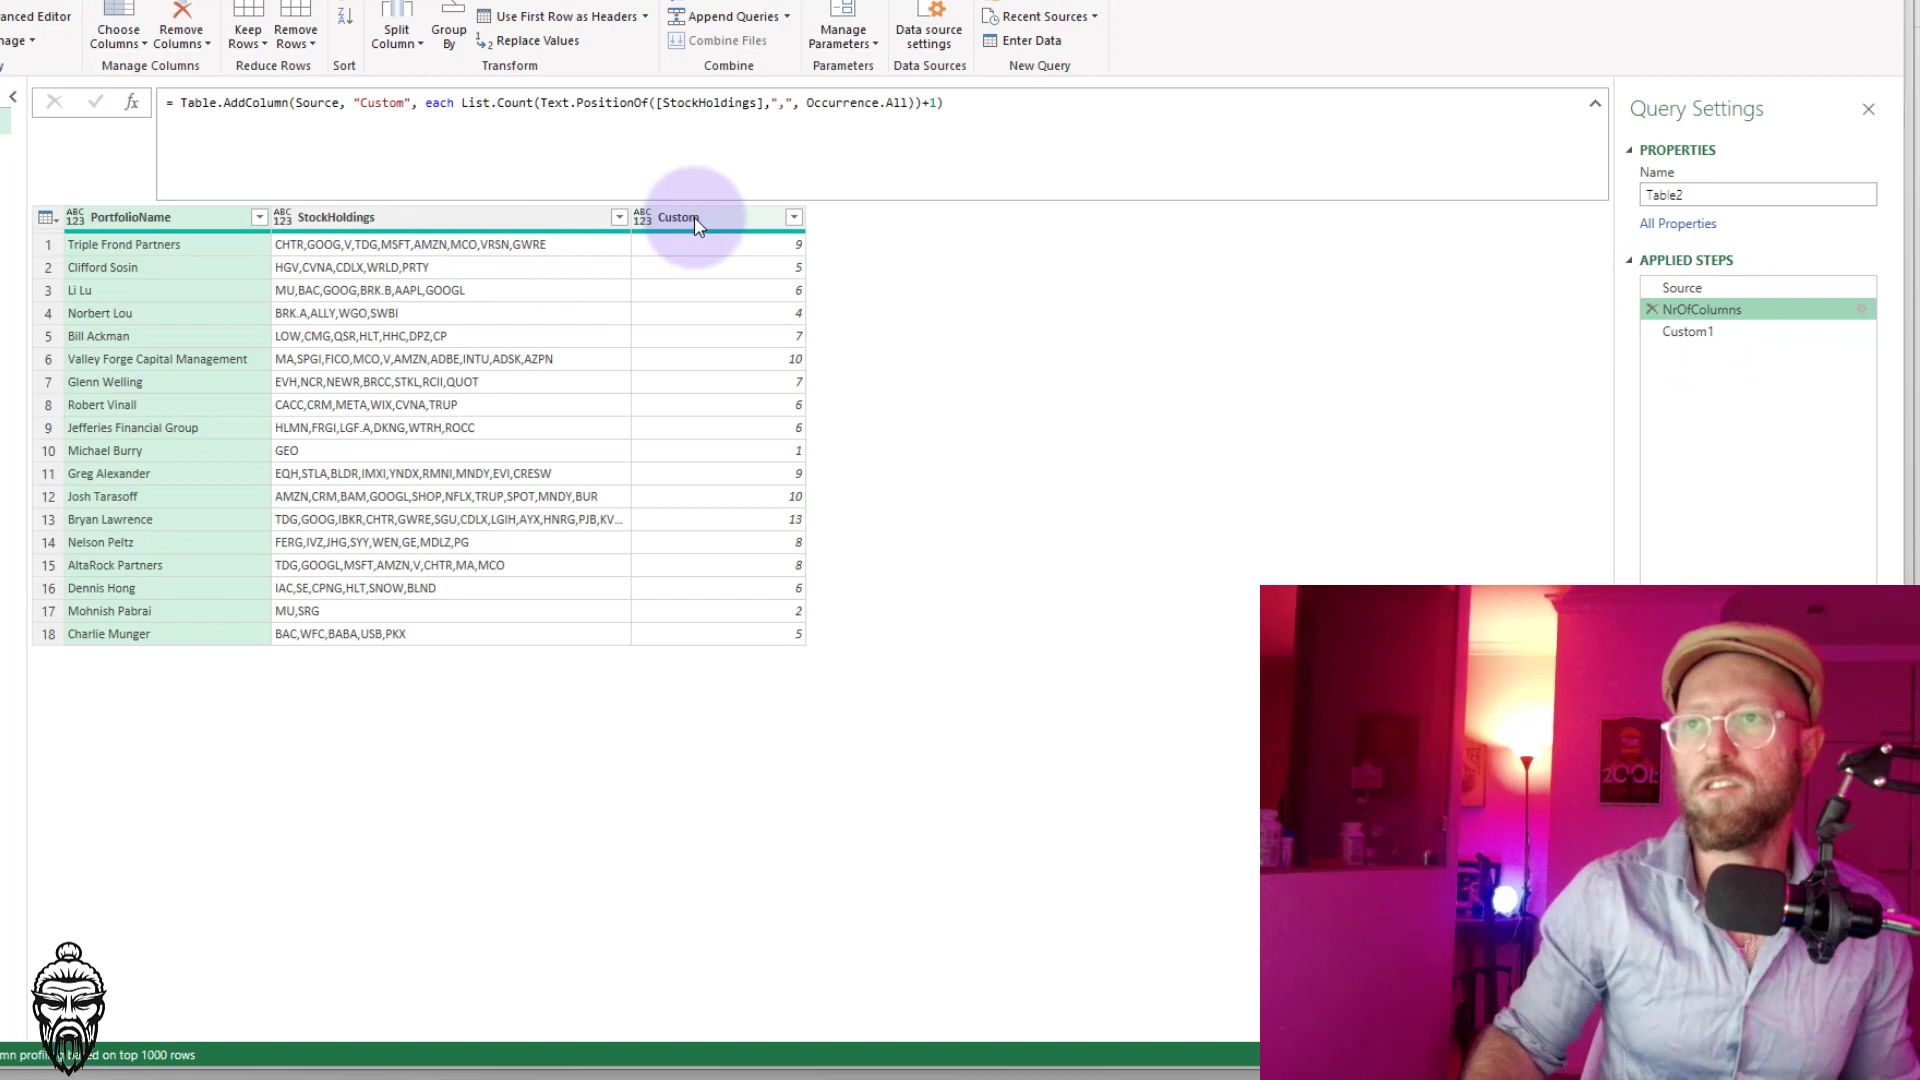 anced Editor
nage
Choose Columns
Remove Columns
Manage Columns
Keep Rows
Remove Rows
Reduce Rows
Sort
Split Column
Group By
Use First Row as Headers
Replace Values
Transform
Append Queries
Combine Files
Combine
Manage Parameters
Parameters
Data source settings
Data Sources
Recent Sources
Enter Data
New Query
fx
= Table.AddColumn(Source, "Custom", each List.Count(Text.PositionOf([StockHoldings],",", Occurrence.All))+1)
Query Settings
PROPERTIES
Name
Table2
All Properties
APPLIED STEPS
Source
NrOfColumns
Custom1
ABC 123 PortfolioName ABC 123 StockHoldings ABC 123 Custom
1 Triple Frond Partners CHTR,GOOG,V,TDG,MSFT,AMZN,MCO,VRSN,GWRE 9
2 Clifford Sosin HGV,CVNA,CDLX,WRLD,PRTY 5
3 Li Lu MU,BAC,GOOG,BRK.B,AAPL,GOOGL 6
4 Norbert Lou BRK.A,ALLY,WGO,SWBI 4
5 Bill Ackman LOW,CMG,QSR,HLT,HHC,DPZ,CP 7
6 Valley Forge Capital Management MA,SPGI,FICO,MCO,V,AMZN,ADBE,INTU,ADSK,AZPN 10
7 Glenn Welling EVH,NCR,NEWR,BRCC,STKL,RCII,QUOT 7
8 Robert Vinall CACC,CRM,META,WIX,CVNA,TRUP 6
9 Jefferies Financial Group HLMN,FRGI,LGF.A,DKNG,WTRH,ROCC 6
10 Michael Burry GEO 1
11 Greg Alexander EQH,STLA,BLDR,IMXI,YNDX,RMNI,MNDY,EVI,CRESW 9
12 Josh Tarasoff AMZN,CRM,BAM,GOOGL,SHOP,NFLX,TRUP,SPOT,MNDY,BUR 10
13 Bryan Lawrence TDG,GOOG,IBKR,CHTR,GWRE,SGU,CDLX,LGIH,AYX,HNRG,PJB,KV... 13
14 Nelson Peltz FERG,IVZ,JHG,SYY,WEN,GE,MDLZ,PG 8
15 AltaRock Partners TDG,GOOGL,MSFT,AMZN,V,CHTR,MA,MCO 8
16 Dennis Hong IAC,SE,CPNG,HLT,SNOW,BLND 6
17 Mohnish Pabrai MU,SRG 2
18 Charlie Munger BAC,WFC,BABA,USB,PKX 5
2001:
mn profiling based on top 1000 rows